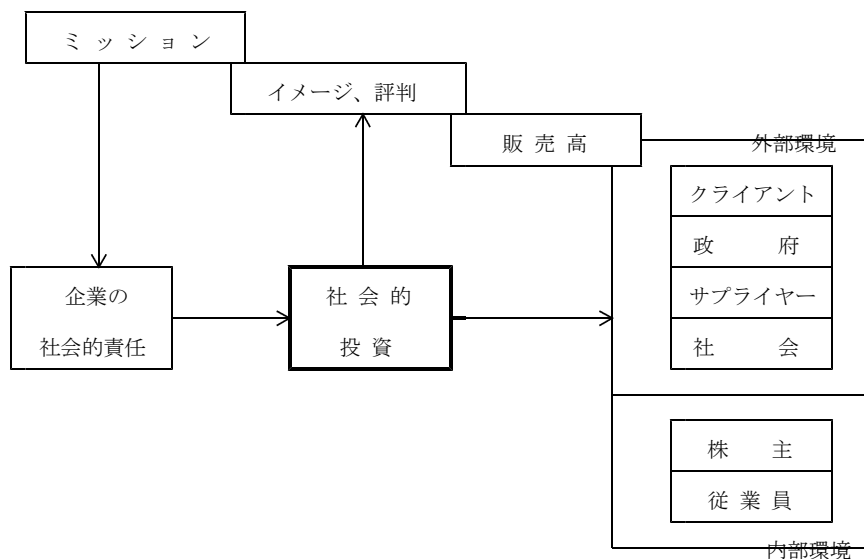 ミ ッ シ ョ ン
イメージ、評判
販 売 高
外部環境
クライアント
政　　　府
サプライヤー
社　　　会
企業の
社会的責任
社 会 的
投 資
株　　主
従 業 員
内部環境